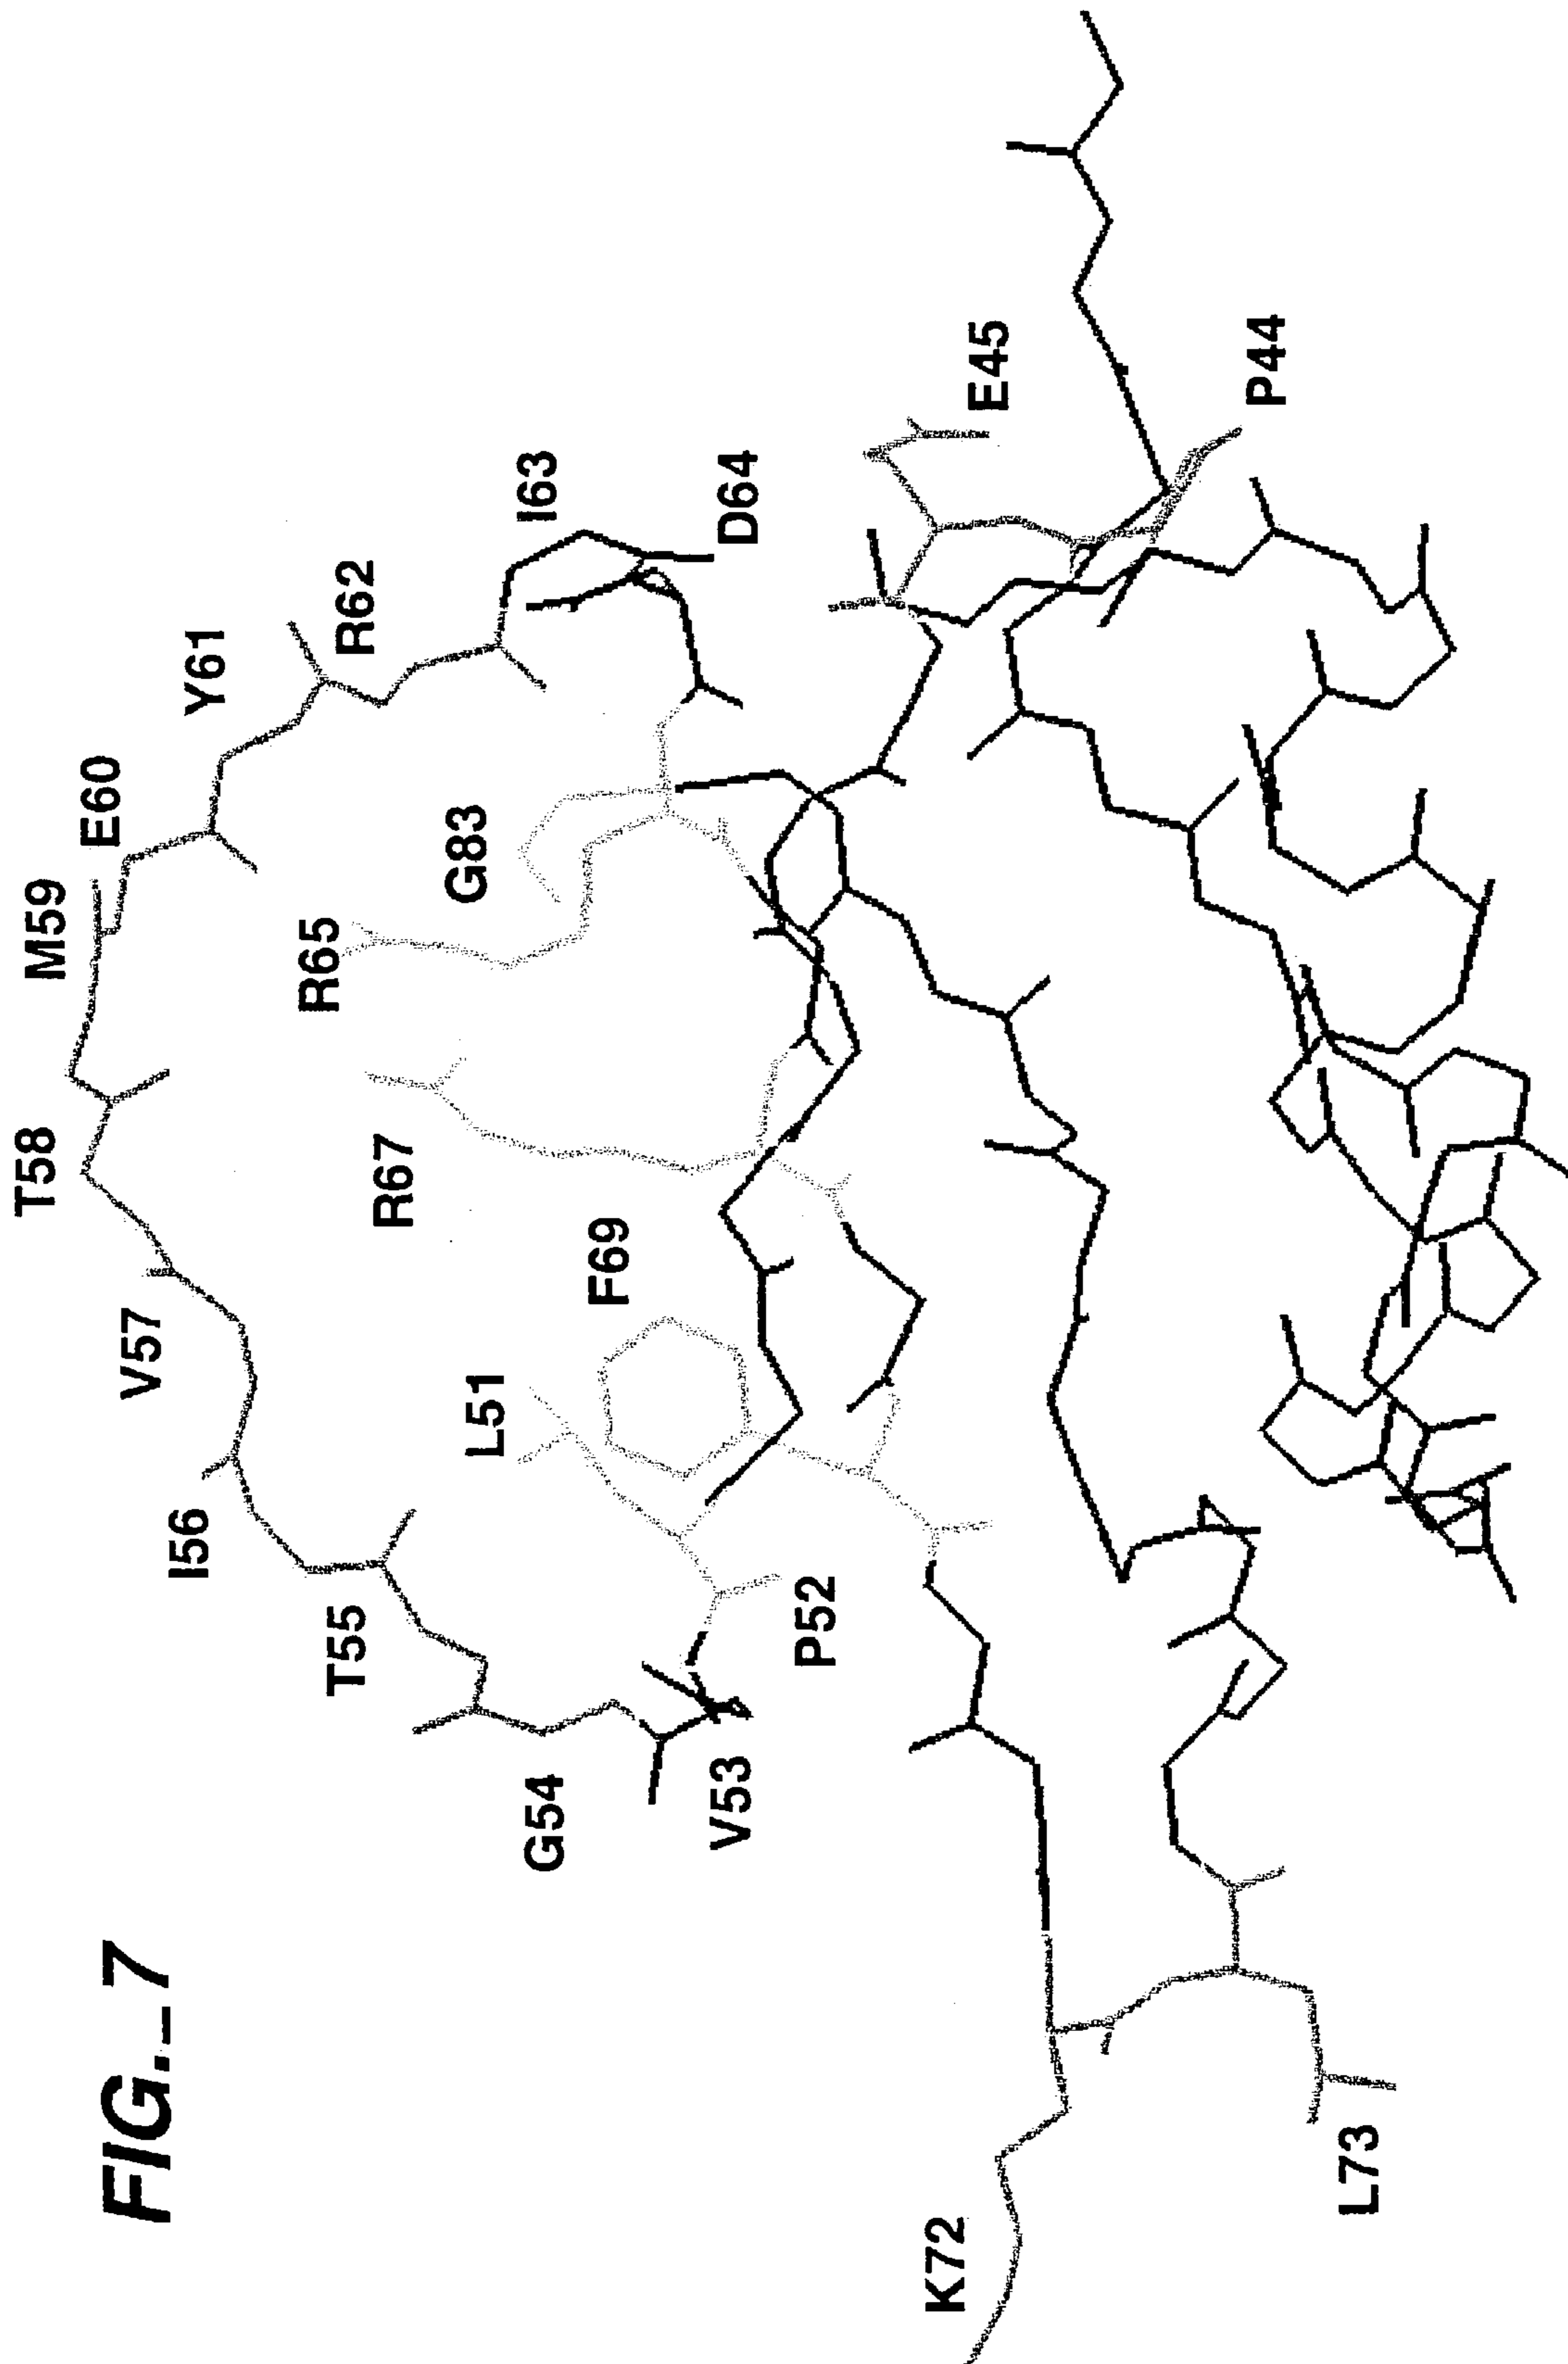 FIG._7
T58
M59
E60
V57
Y61
I56
R62
T55
R65
I63
R67
G83
L51
G54
F69
D64
V53
P52
E45
K72
P44
L73